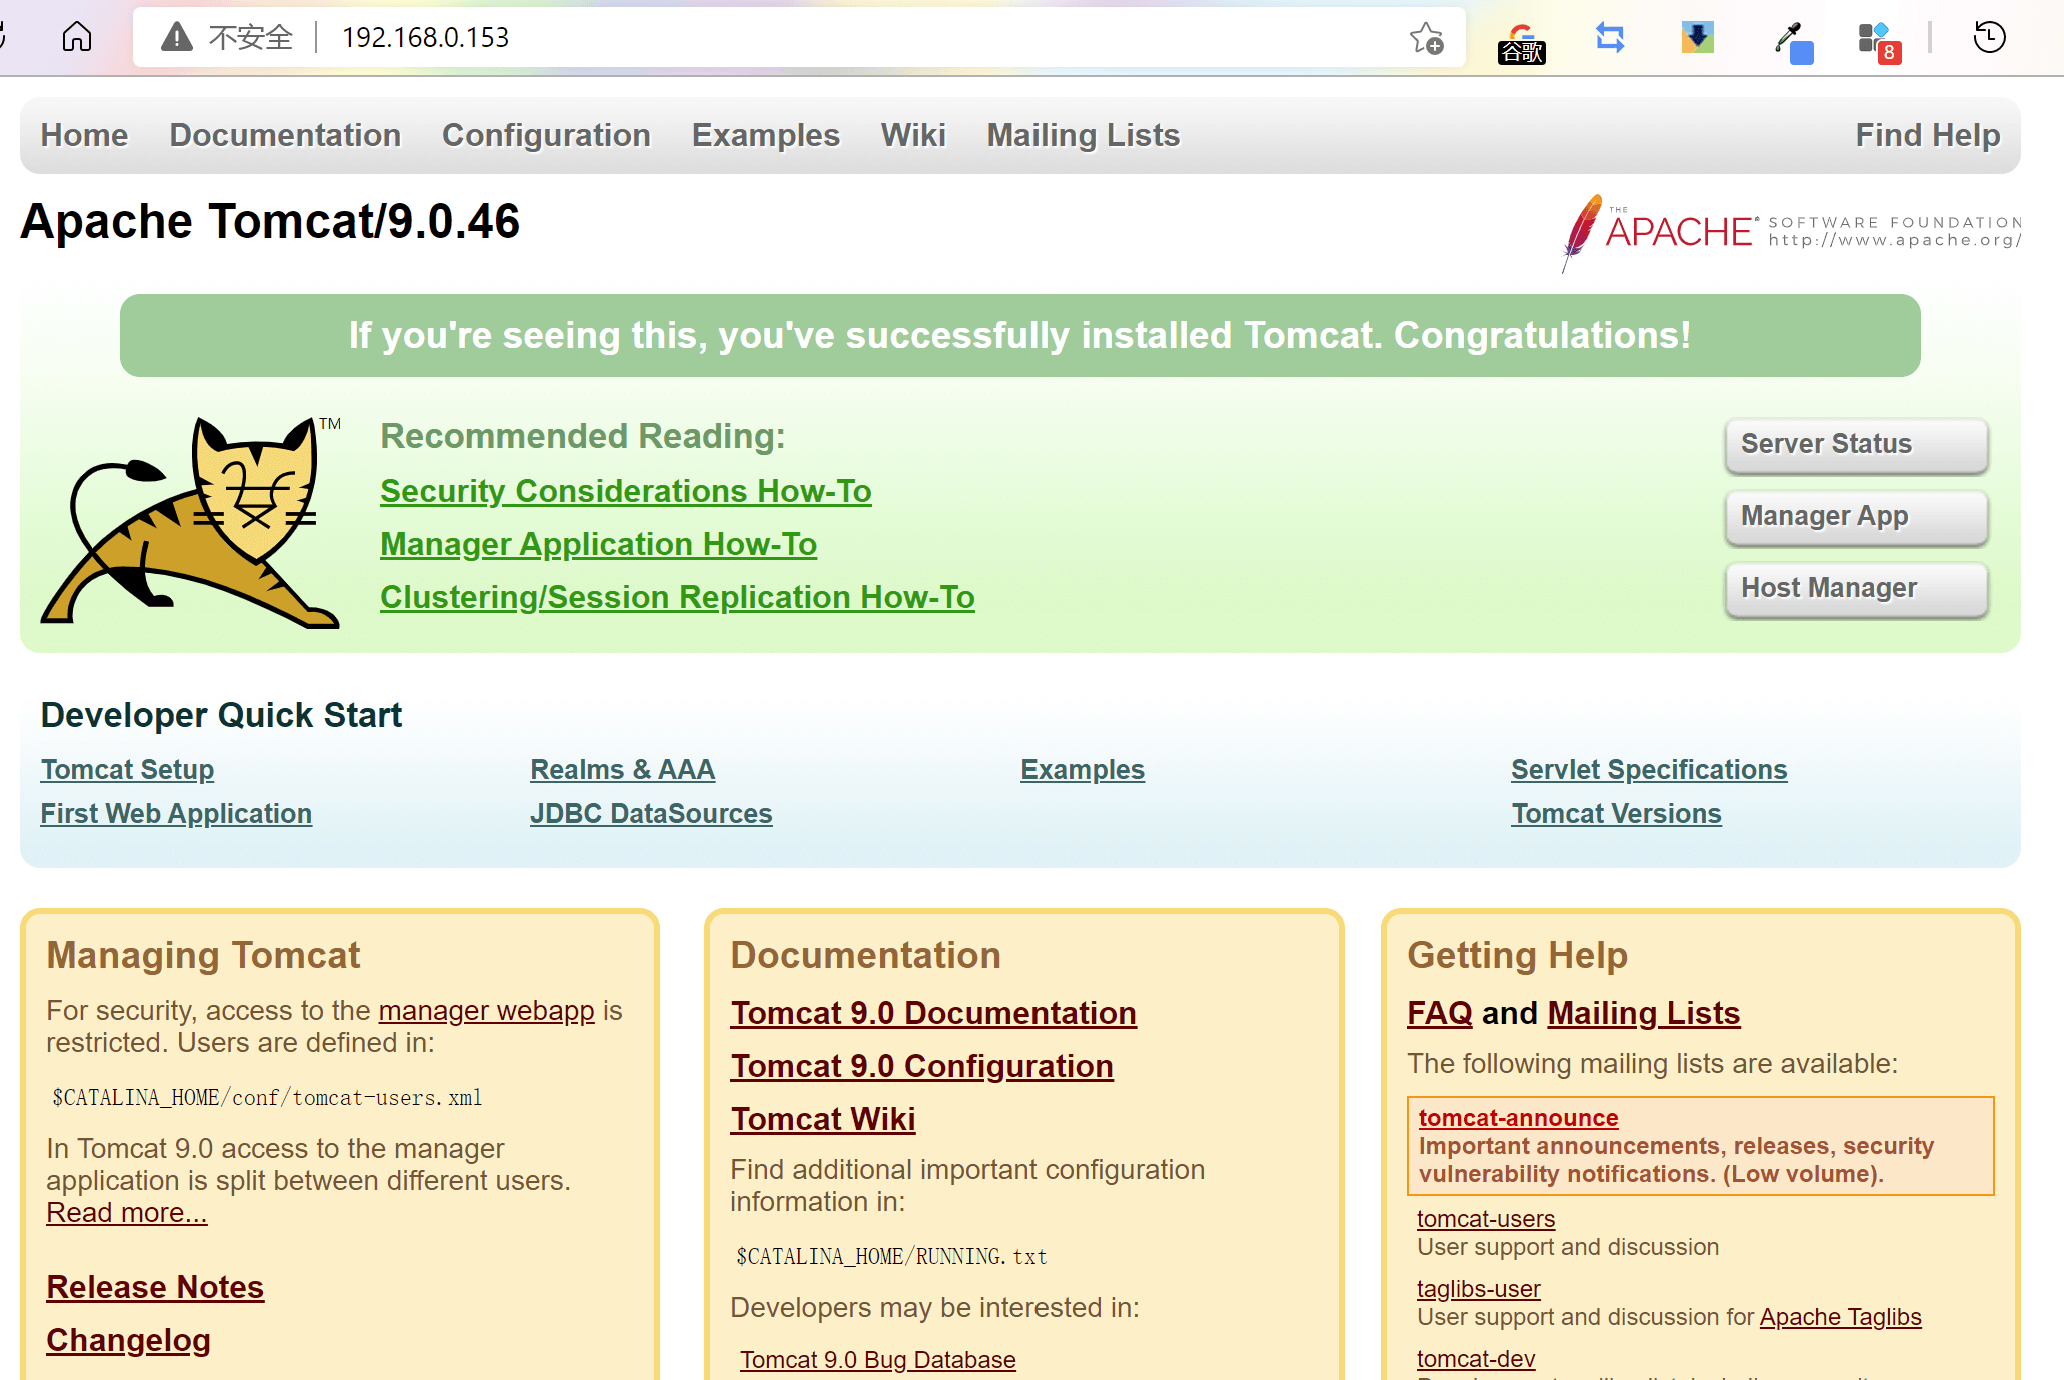 不安全 192.168.0.153
谷歌
8
Home Documentation Configuration Examples Wiki Mailing Lists Find Help
Apache Tomcat/9.0.46
THE APACHE® SOFTWARE FOUNDATION
http://www.apache.org/
If you're seeing this, you've successfully installed Tomcat. Congratulations!
TM
Recommended Reading:
Security Considerations How-To
Manager Application How-To
Clustering/Session Replication How-To
Server Status
Manager App
Host Manager
Developer Quick Start
Tomcat Setup
First Web Application
Realms & AAA
JDBC DataSources
Examples
Servlet Specifications
Tomcat Versions
Managing Tomcat
For security, access to the manager webapp is
restricted. Users are defined in:
$CATALINA_HOME/conf/tomcat-users.xml
In Tomcat 9.0 access to the manager
application is split between different users.
Read more...
Release Notes
Changelog
Documentation
Tomcat 9.0 Documentation
Tomcat 9.0 Configuration
Tomcat Wiki
Find additional important configuration
information in:
$CATALINA_HOME/RUNNING.txt
Developers may be interested in:
Tomcat 9.0 Bug Database
Getting Help
FAQ and Mailing Lists
The following mailing lists are available:
tomcat-announce
Important announcements, releases, security
vulnerability notifications. (Low volume).
tomcat-users
User support and discussion
taglibs-user
User support and discussion for Apache Taglibs
tomcat-dev